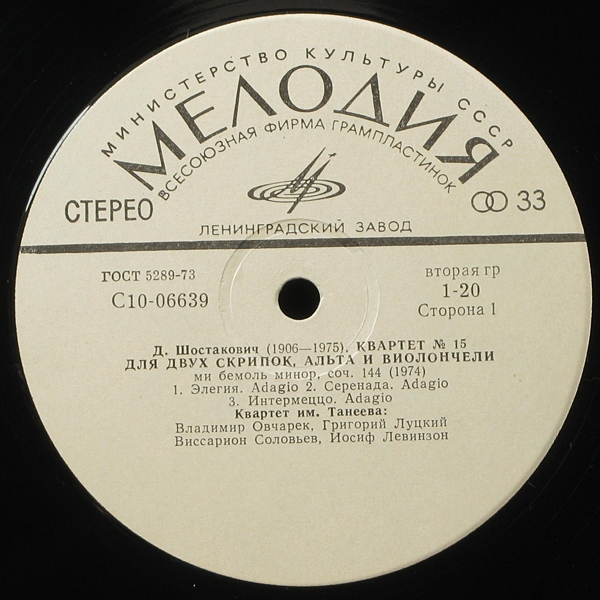 МИНИСТЕРСТВО КУЛЬТУРЫ СССР
МЕЛОДИЯ
ВСЕСОЮЗНАЯ ФИРМА ГРАМПЛАСТИНОК
СТЕРЕО
33
ЛЕНИНГРАДСКИЙ ЗАВОД
ГОСТ 5289-73
вторая гр
С10-06639
1-20
Сторона 1
Д. Шостакович (1906—1975). КВАРТЕТ № 15
ДЛЯ ДВУХ СКРИПОК, АЛЬТА И ВИОЛОНЧЕЛИ
ми бемоль минор, соч. 144 (1974)
1. Элегия. Adagio 2. Серенада. Adagio
3. Интермеццо. Adagio
Квартет им. Танеева:
Владимир Овчарек, Григорий Луцкий
Виссарион Соловьев, Иосиф Левинзон